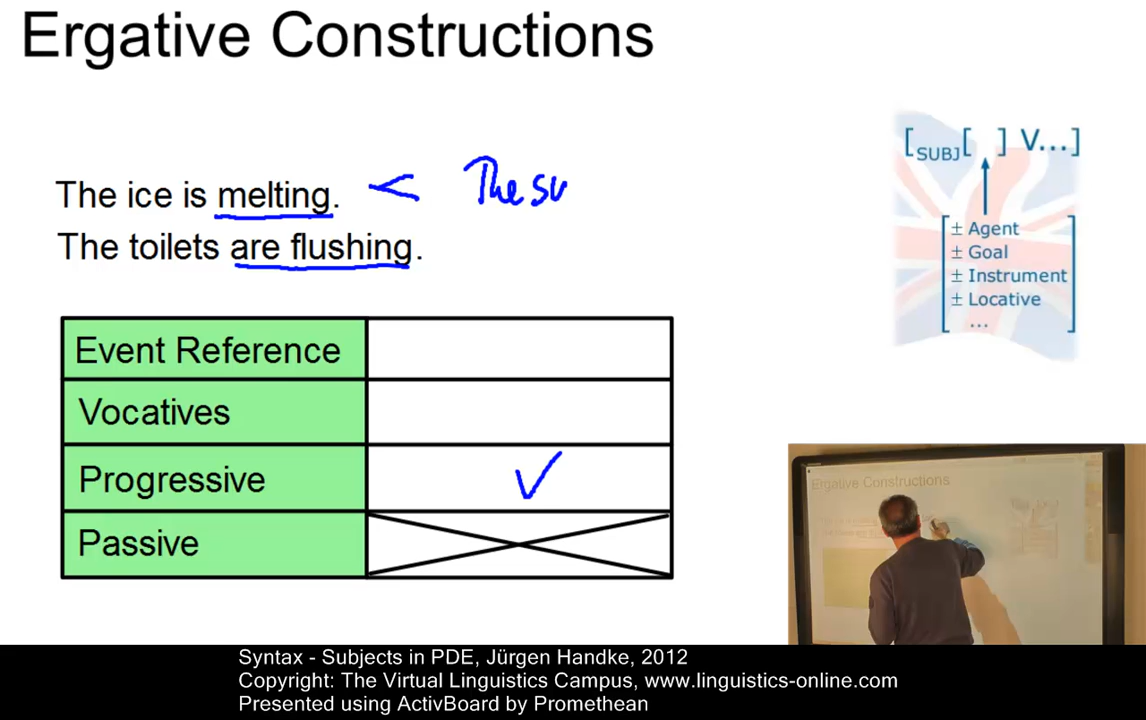 Ergative Constructions
[SUBJ[ ] V...]
The ice is melting. < The su
The toilets are flushing.
± Agent
± Goal
± Instrument
± Locative
...
Event Reference
Vocatives
Progressive ✓
Passive
Ergative Constructions
Syntax - Subjects in PDE, Jürgen Handke, 2012
Copyright: The Virtual Linguistics Campus, www.linguistics-online.com
Presented using ActivBoard by Promethean